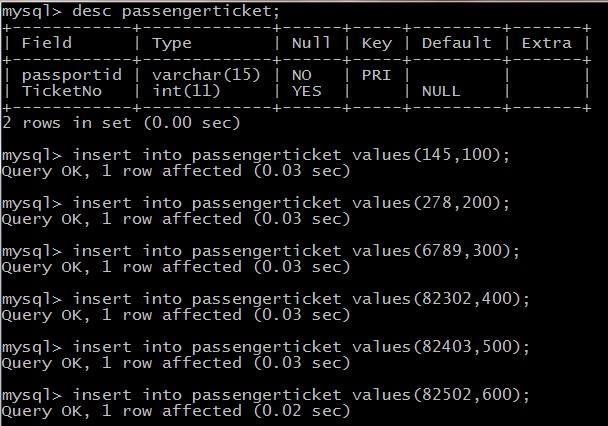 mysql> desc passengerticket;
+------------+-------------+------+-----+---------+-------+
| Field      | Type        | Null | Key | Default | Extra |
+------------+-------------+------+-----+---------+-------+
| passportid | varchar(15) | NO   | PRI |         |       |
| TicketNo   | int(11)     | YES  |     | NULL    |       |
+------------+-------------+------+-----+---------+-------+
2 rows in set (0.00 sec)
mysql> insert into passengerticket values(145,100);
Query OK, 1 row affected (0.03 sec)
mysql> insert into passengerticket values(278,200);
Query OK, 1 row affected (0.03 sec)
mysql> insert into passengerticket values(6789,300);
Query OK, 1 row affected (0.03 sec)
mysql> insert into passengerticket values(82302,400);
Query OK, 1 row affected (0.03 sec)
mysql> insert into passengerticket values(82403,500);
Query OK, 1 row affected (0.03 sec)
mysql> insert into passengerticket values(82502,600);
Query OK, 1 row affected (0.02 sec)